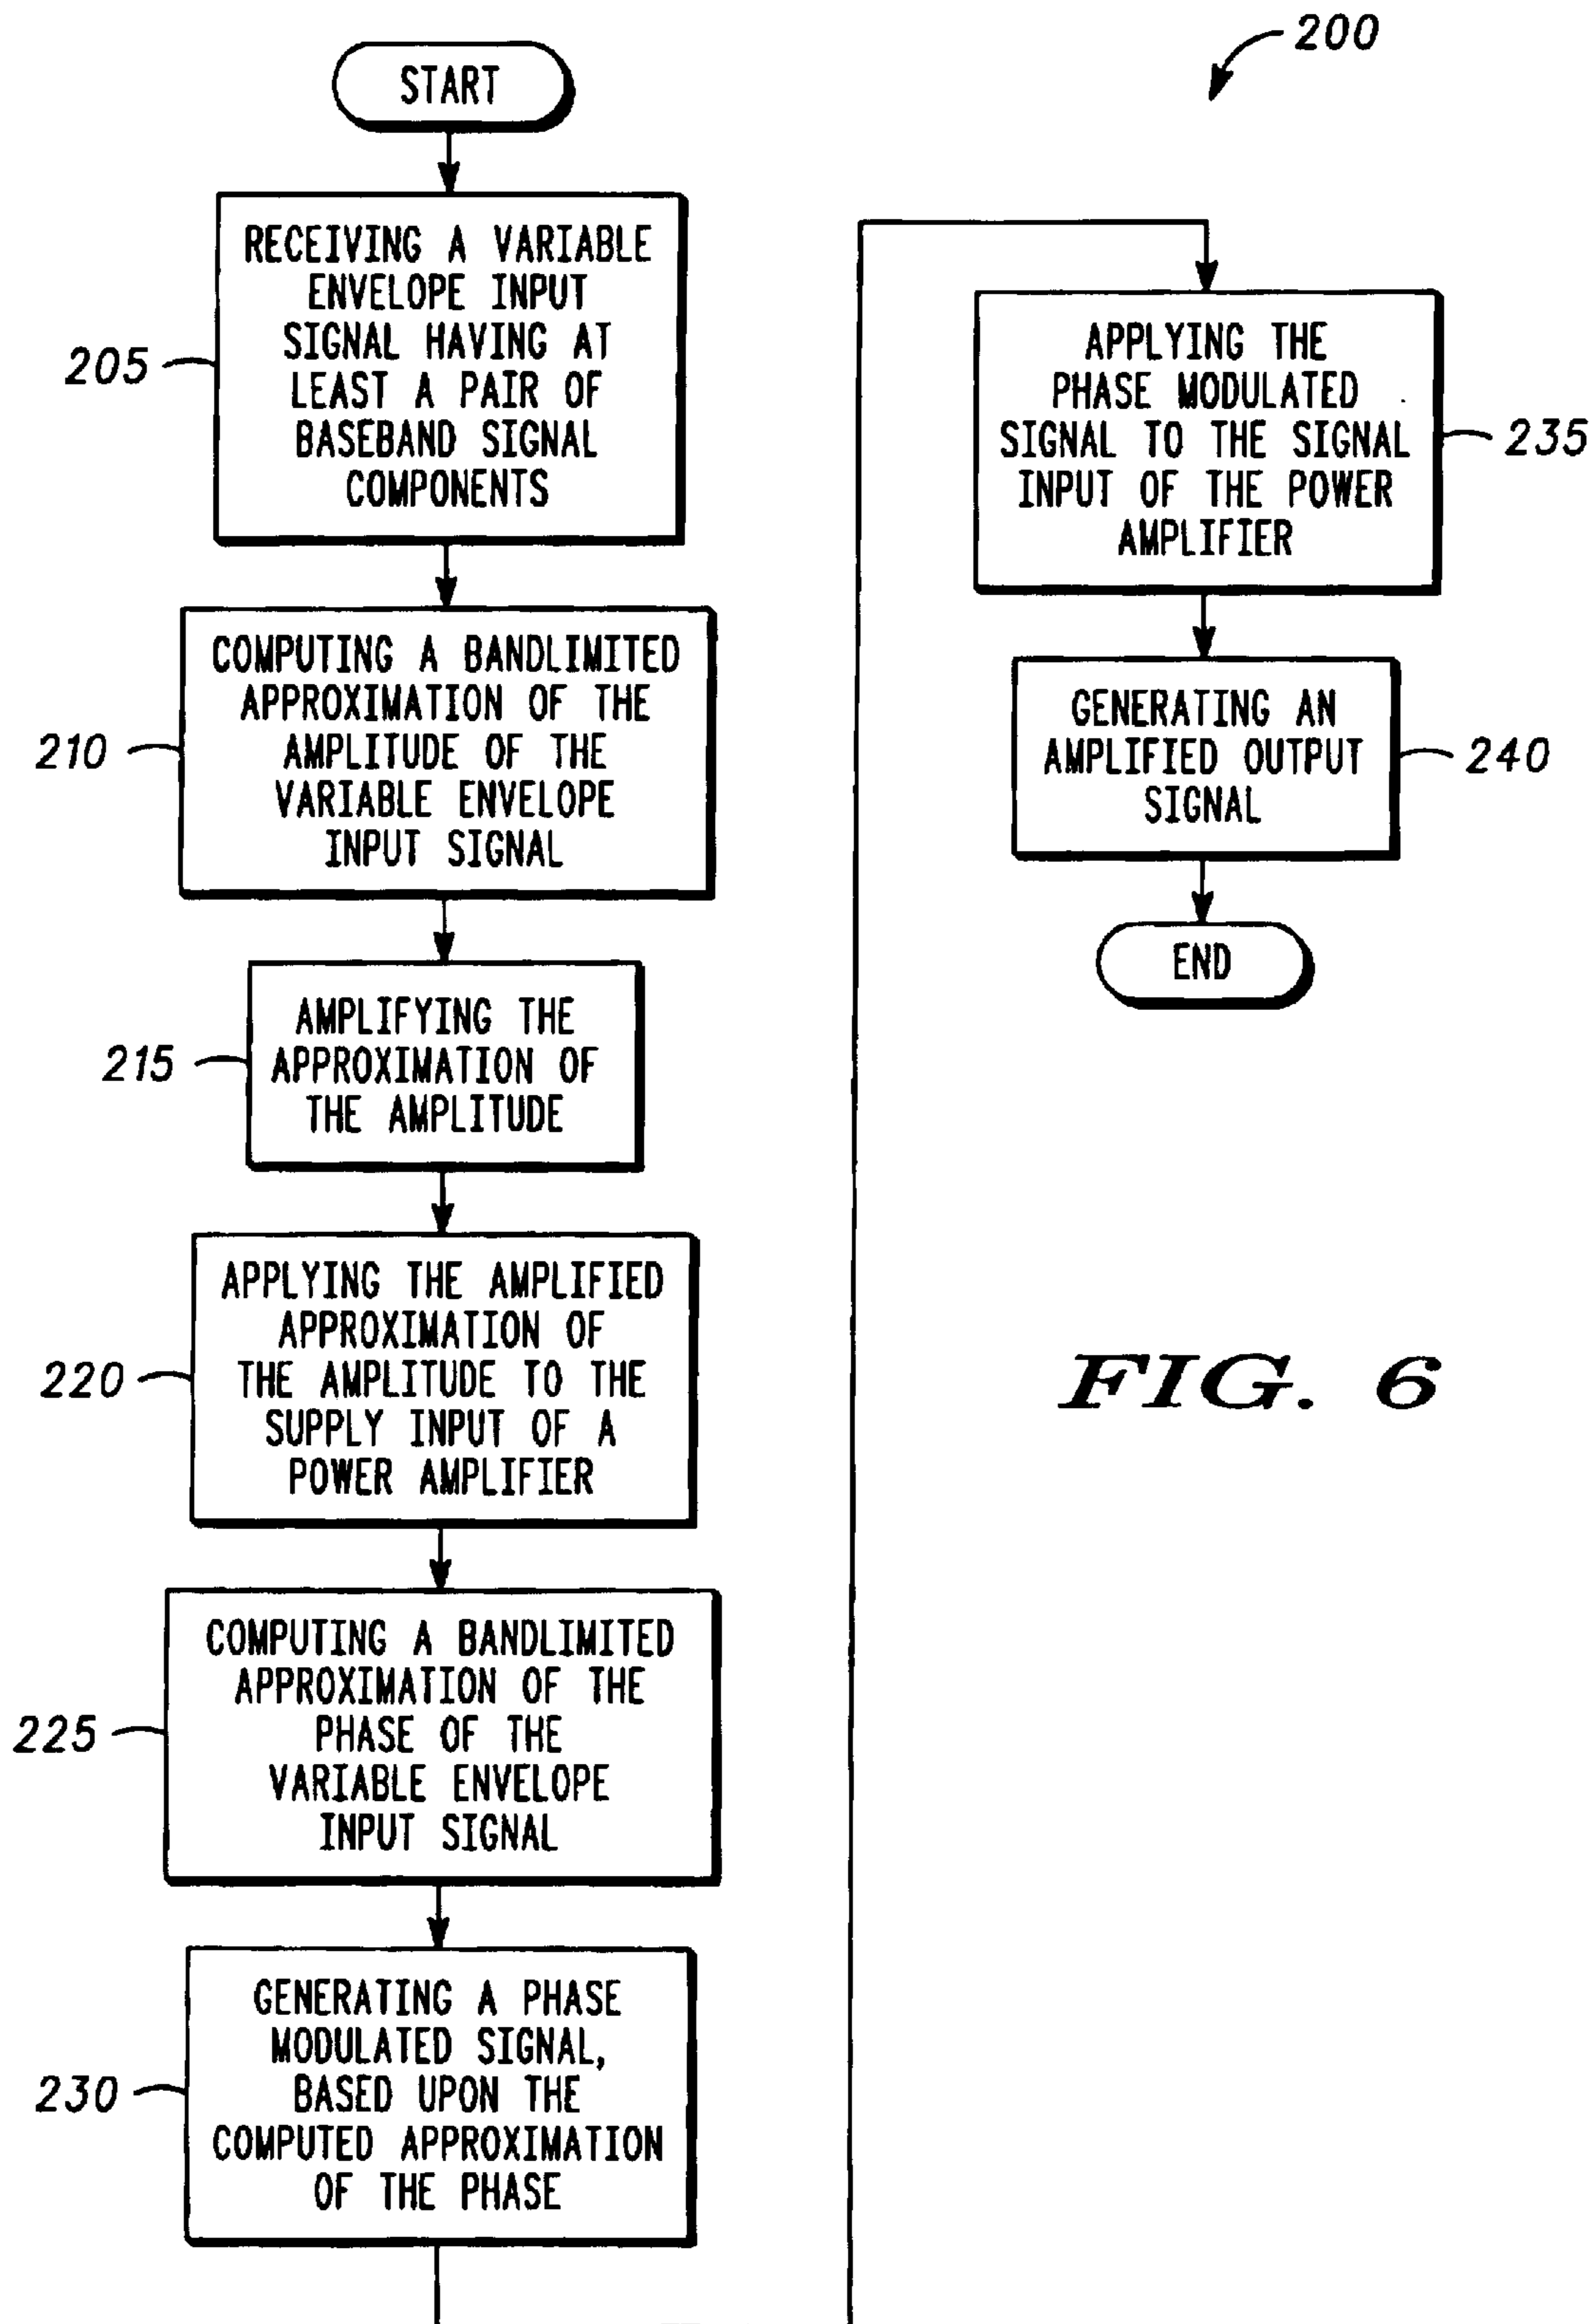 200
START
205
RECEIVING A VARIABLE
ENVELOPE INPUT
SIGNAL HAVING AT
LEAST A PAIR OF
BASEBAND SIGNAL
COMPONENTS
210
COMPUTING A BANDLIMITED
APPROXIMATION OF THE
AMPLITUDE OF THE
VARIABLE ENVELOPE
INPUT SIGNAL
215
AMPLIFYING THE
APPROXIMATION OF
THE AMPLITUDE
220
APPLYING THE AMPLIFIED
APPROXIMATION OF
THE AMPLITUDE TO THE
SUPPLY INPUT OF A
POWER AMPLIFIER
225
COMPUTING A BANDLIMITED
APPROXIMATION OF THE
PHASE OF THE
VARIABLE ENVELOPE
INPUT SIGNAL
230
GENERATING A PHASE
MODULATED SIGNAL,
BASED UPON THE
COMPUTED APPROXIMATION
OF THE PHASE
APPLYING THE
PHASE MODULATED
SIGNAL TO THE SIGNAL
INPUT OF THE POWER
AMPLIFIER
235
GENERATING AN
AMPLIFIED OUTPUT
SIGNAL
240
END
FIG. 6